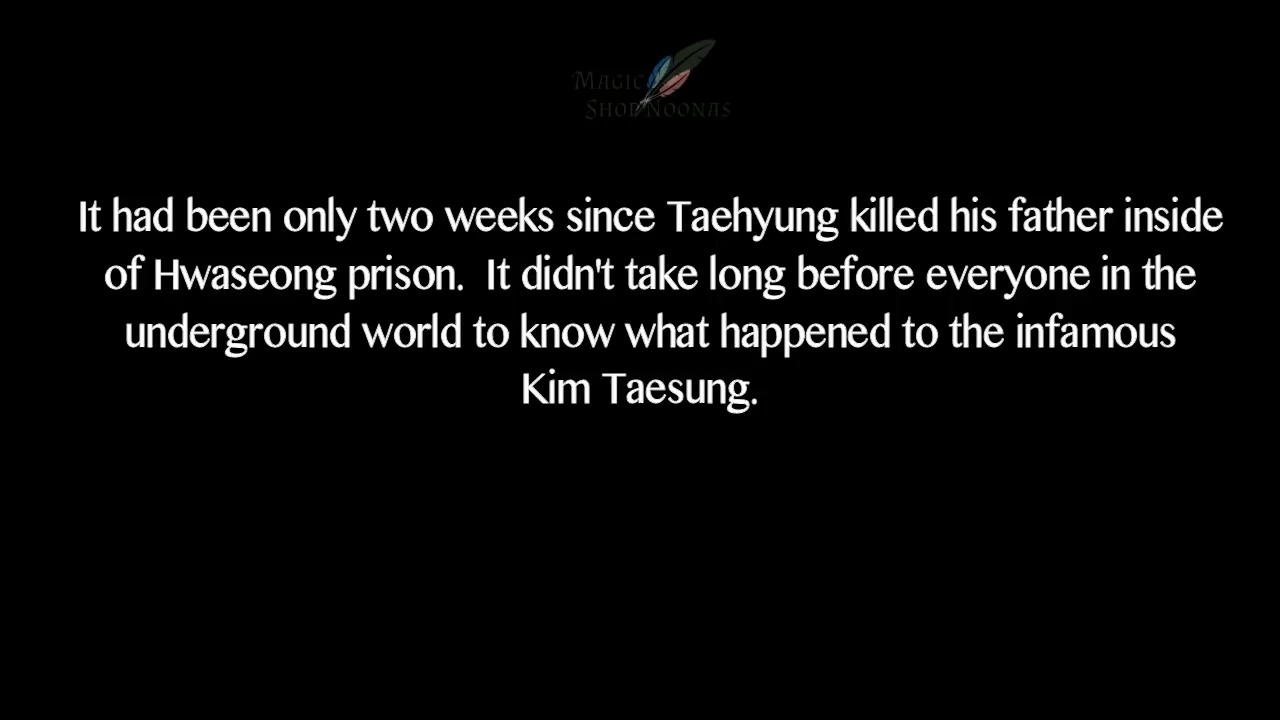 MAGIC
SHOP NOONAS
It had been only two weeks since Taehyung killed his father inside
of Hwaseong prison.  It didn't take long before everyone in the
underground world to know what happened to the infamous
Kim Taesung.